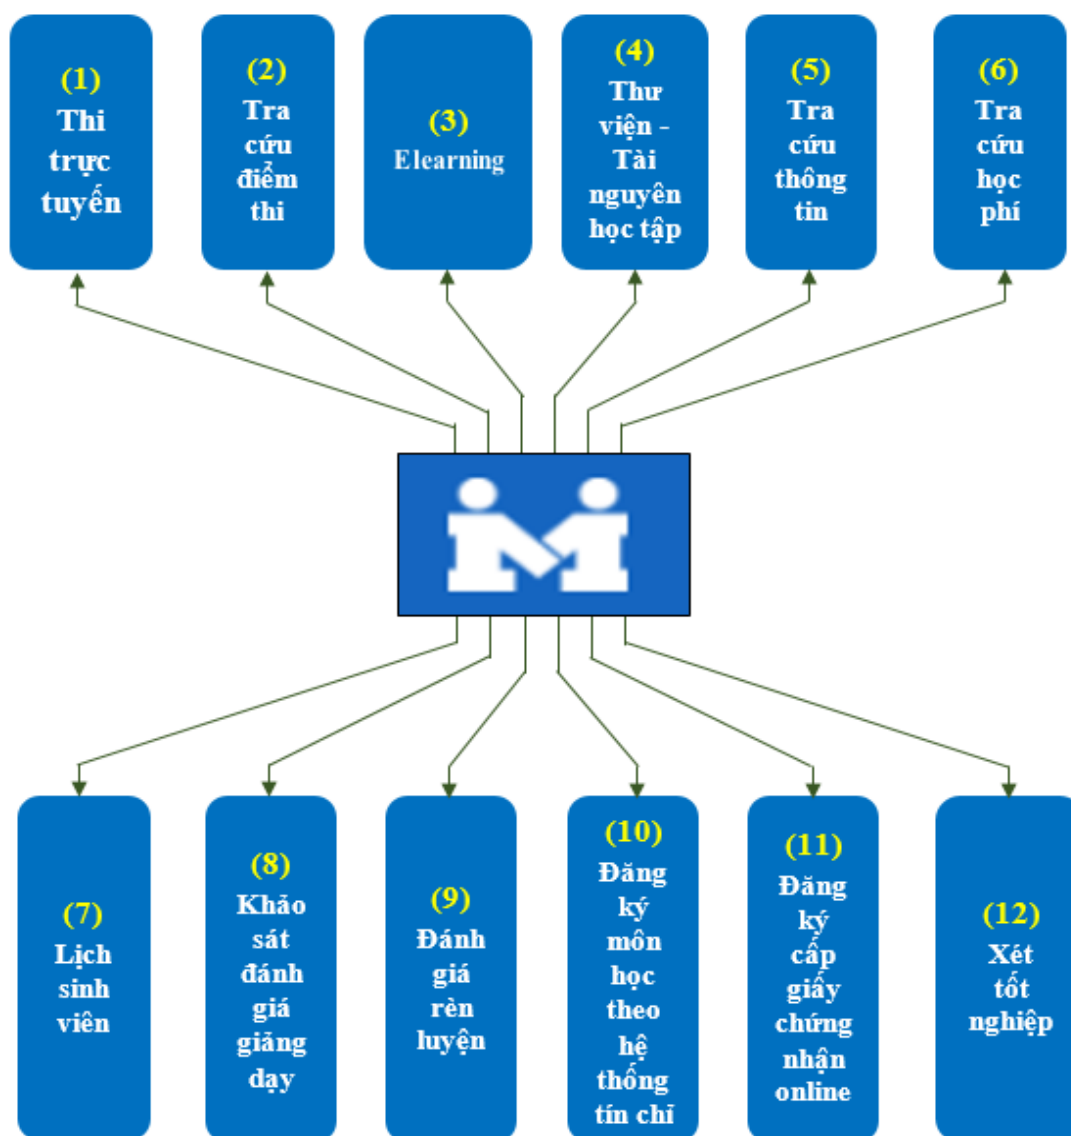 (1)
Thi
trực
tuyến
(2)
Tra
cứu
điểm
thi
(3)
Elearning
(4)
Thư
viện -
Tài
nguyên
học tập
(5)
Tra
cứu
thông
tin
(6)
Tra
cứu
học
phí
(7)
Lịch
sinh
viên
(8)
Khảo
sát
đánh
giá
giảng
dạy
(9)
Đánh
giá
rèn
luyện
(10)
Đăng
ký
môn
học
theo
hệ
thống
tín chỉ
(11)
Đăng
ký
cấp
giấy
chứng
nhận
online
(12)
Xét
tốt
nghiệp